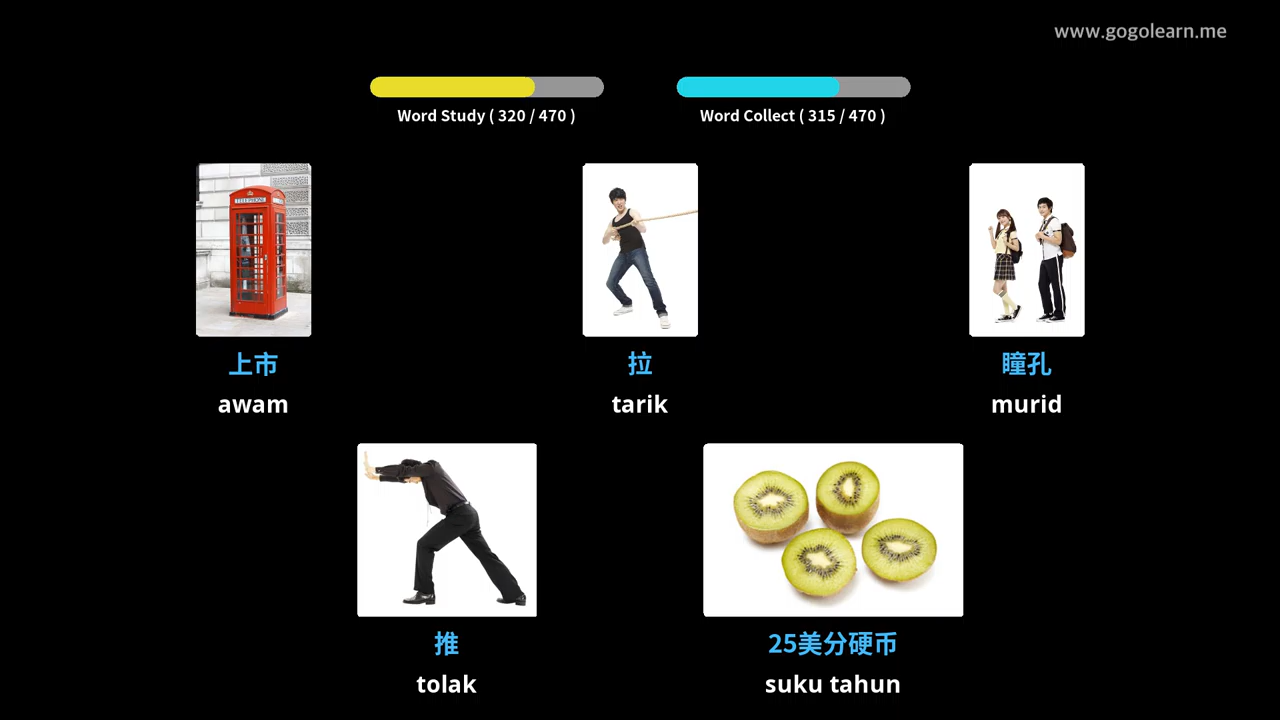 www.gogolearn.me
Word Study ( 320 / 470 )
Word Collect ( 315 / 470 )
TELEPHONE
上市
awam
拉
tarik
瞳孔
murid
推
tolak
25美分硬币
suku tahun